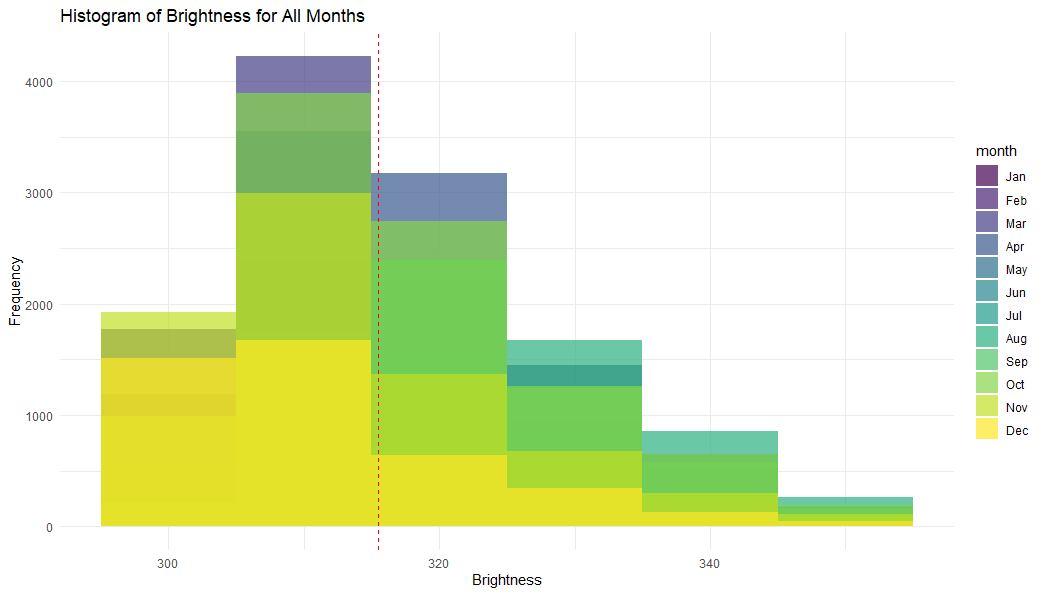 Histogram of Brightness for All Months
4000
3000
2000
1000
0
Frequency
300
320
340
Brightness
month
Jan
Feb
Mar
Apr
May
Jun
Jul
Aug
Sep
Oct
Nov
Dec